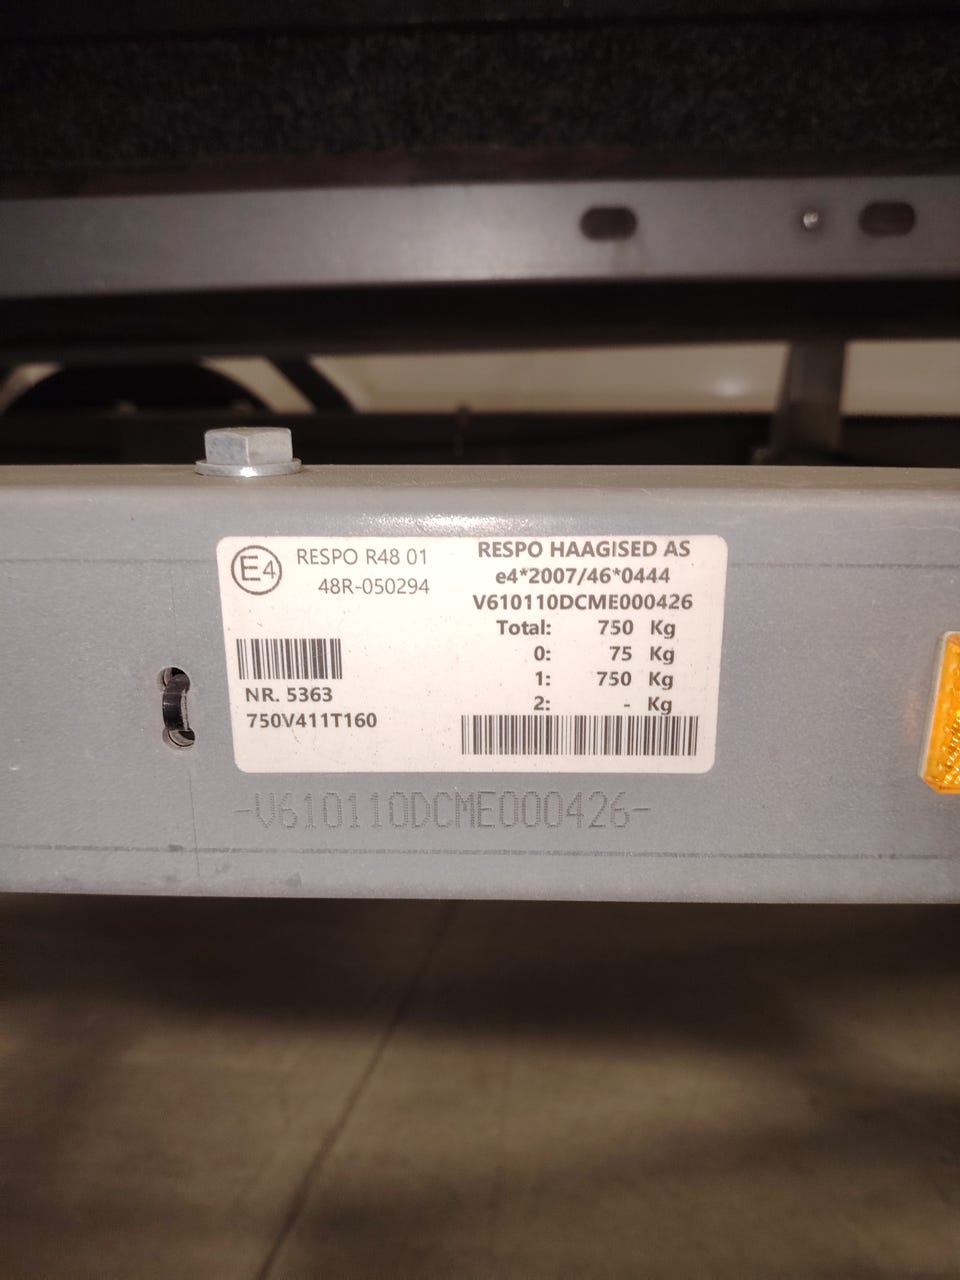 E4
RESPO R48 01
48R-050294
NR. 5363
750V411T160
RESPO HAAGISED AS
e4*2007/46*0444
V610110DCME000426
Total: 750 Kg
0: 75 Kg
1: 750 Kg
2: - Kg
-V610110DCME000426-